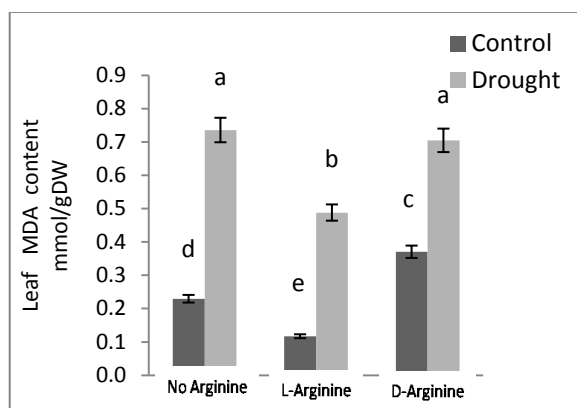 Control
Drought
Leaf MDA content
mmol/gDW
0.9
0.8
0.7
0.6
0.5
0.4
0.3
0.2
0.1
0.0
a
a
b
c
d
e
No Arginine
L-Arginine
D-Arginine